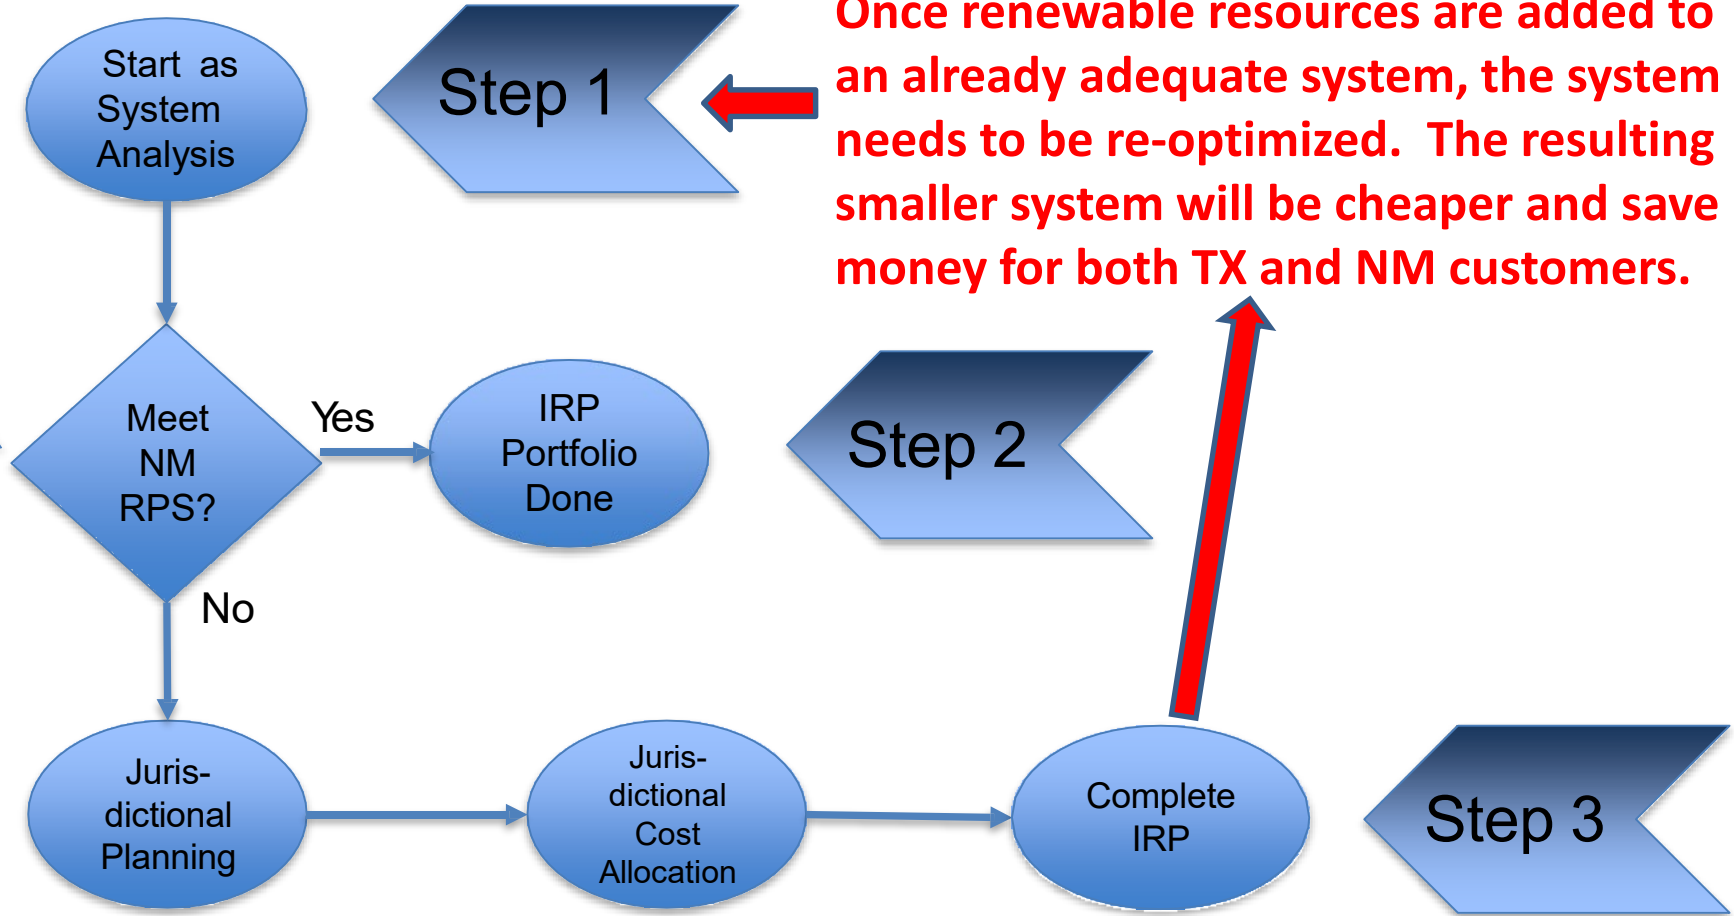 Start as
System
Analysis
Step 1
Once renewable resources are added to
an already adequate system, the system
needs to be re-optimized. The resulting
smaller system will be cheaper and save
money for both TX and NM customers.
Meet
NM
RPS?
Yes
IRP
Portfolio
Done
Step 2
No
Juris-
dictional
Planning
Juris-
dictional
Cost
Allocation
Complete
IRP
Step 3